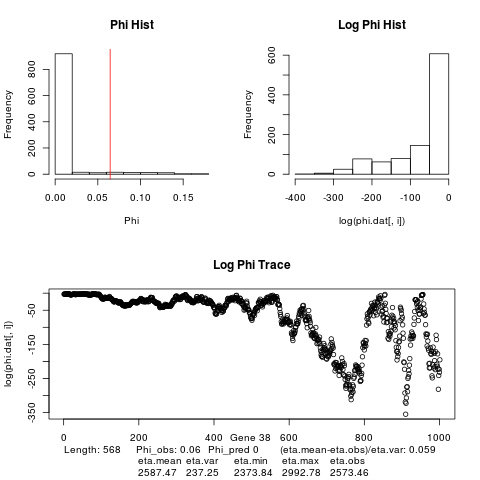 Phi Hist
Log Phi Hist
Frequency
0 200 400 600 800
0.00 0.05 0.10 0.15
Phi
Frequency
0 200 400 600
-400 -300 -200 -100 0
log(phi.dat[, i])
Log Phi Trace
log(phi.dat[, i])
-350 -250 -150 -50
0 200 400 600 800 1000
Gene 38
Length: 568 Phi_obs: 0.06 Phi_pred 0 (eta.mean-eta.obs)/eta.var: 0.059
eta.mean eta.var eta.min eta.max eta.obs
2587.47 237.25 2373.84 2992.78 2573.46